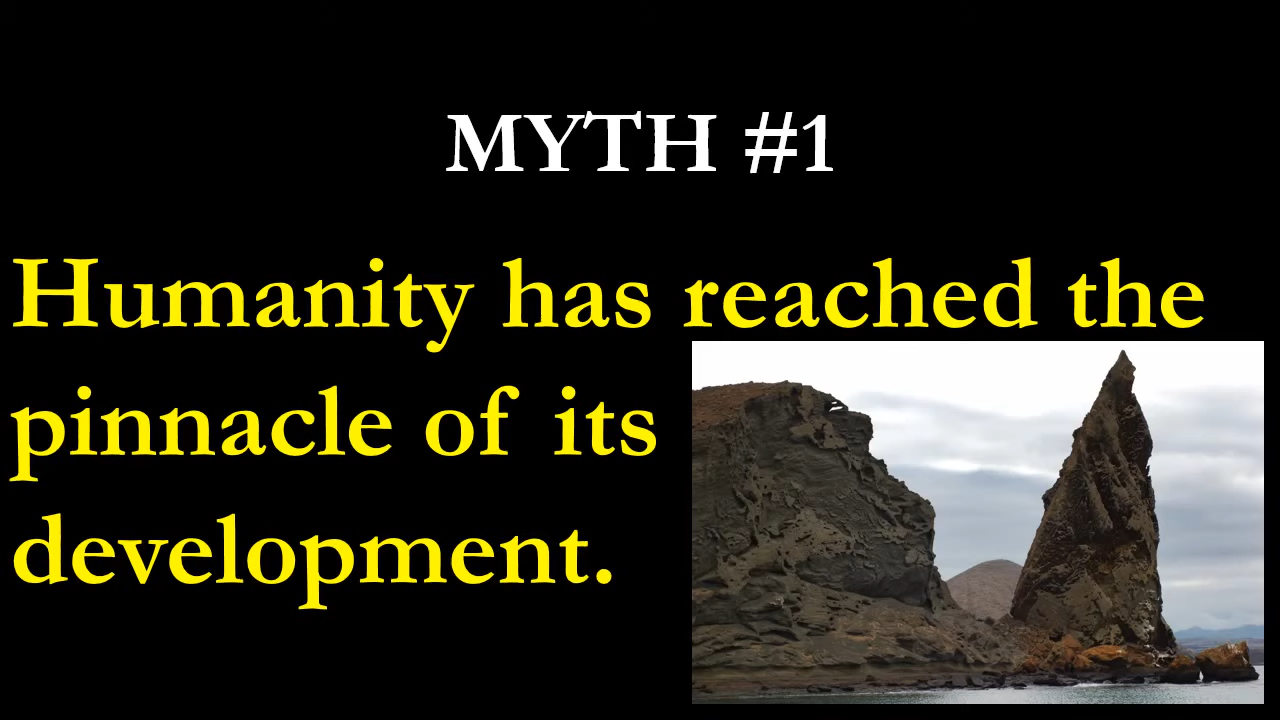 MYTH #1
Humanity has reached the
pinnacle of its
development.